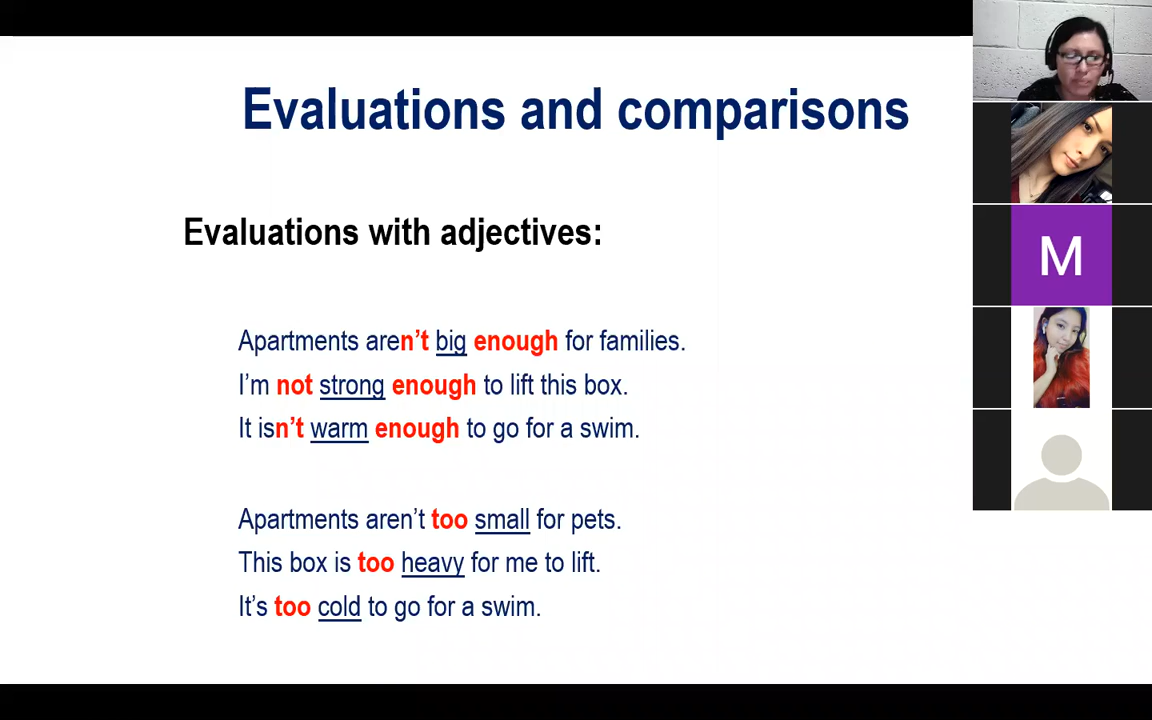 Evaluations and comparisons
Evaluations with adjectives:
Apartments aren't big enough for families.
I'm not strong enough to lift this box.
It isn't warm enough to go for a swim.
Apartments aren't too small for pets.
This box is too heavy for me to lift.
It's too cold to go for a swim.
M